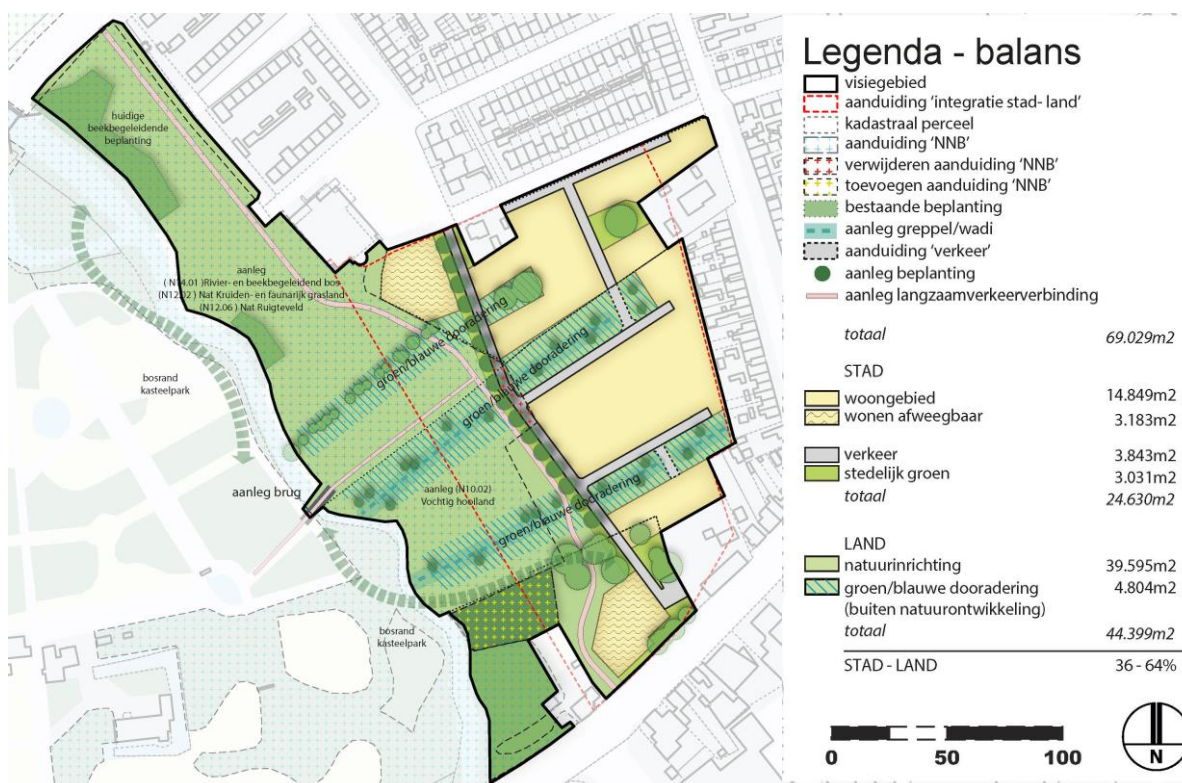 huidige
beekbegeleidende
beplanting
aanleg
( N14.01 )Rivier- en beekbegeleidend bos
(N12.02 ) Nat Kruiden- en faunarijk grasland
(N12.06 ) Nat Ruigteveld
groen/blauwe dooradering
groen/blauwe dooradering
bosrand
kasteelpark
aanleg brug
aanleg (N10.02)
Vochtig hooiland
groen/blauwe dooradering
bosrand
kasteelpark
Legenda - balans
visiegebied
aanduiding 'integratie stad- land'
kadastraal perceel
aanduiding 'NNB'
verwijderen aanduiding 'NNB'
toevoegen aanduiding 'NNB'
bestaande beplanting
aanleg greppel/wadi
aanduiding 'verkeer'
aanleg beplanting
aanleg langzaamverkeerverbinding
totaal 69.029m2
STAD
woongebied 14.849m2
wonen afweegbaar 3.183m2
verkeer 3.843m2
stedelijk groen 3.031m2
totaal 24.630m2
LAND
natuurinrichting 39.595m2
groen/blauwe dooradering 4.804m2
(buiten natuurontwikkeling)
totaal 44.399m2
STAD - LAND 36 - 64%
0 50 100
N